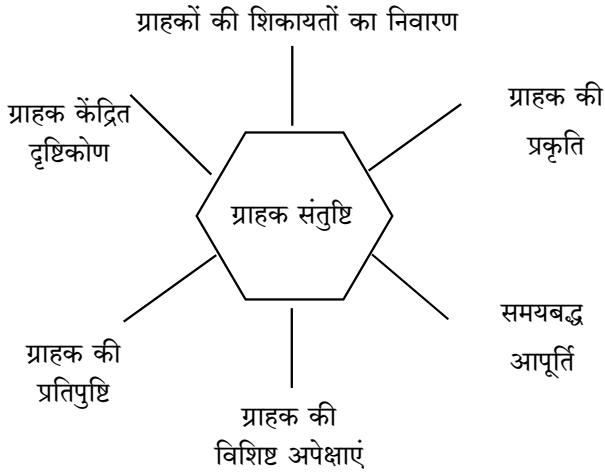 ग्राहकों की शिकायतों का निवारण
ग्राहक की
प्रकृति
ग्राहक केंद्रित
दृष्टिकोण
ग्राहक संतुष्टि
समयबद्ध
आपूर्ति
ग्राहक की
प्रतिपुष्टि
ग्राहक की
विशिष्ट अपेक्षाएं